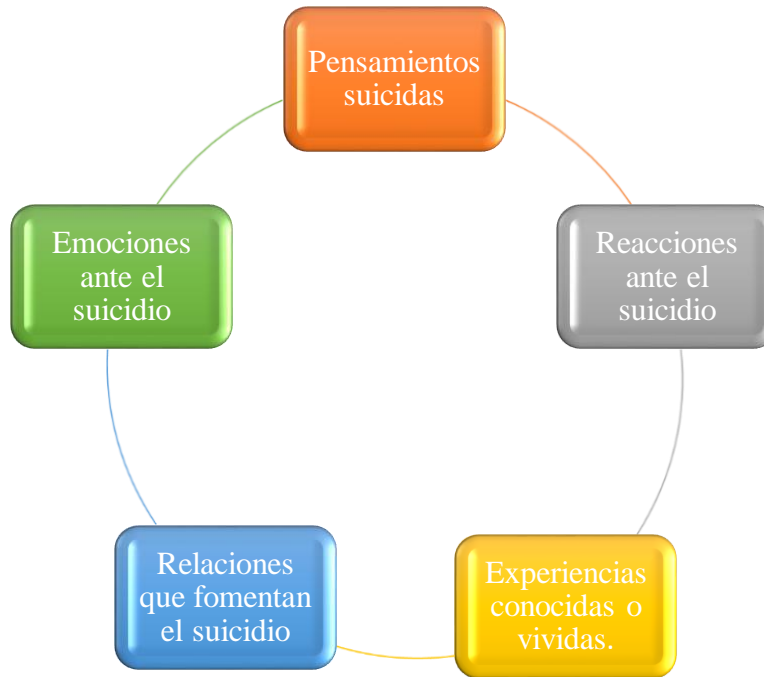 Pensamientos
suicidas
Reacciones
ante el
suicidio
Experiencias
conocidas o
vividas.
Relaciones
que fomentan
el suicidio
Emociones
ante el
suicidio